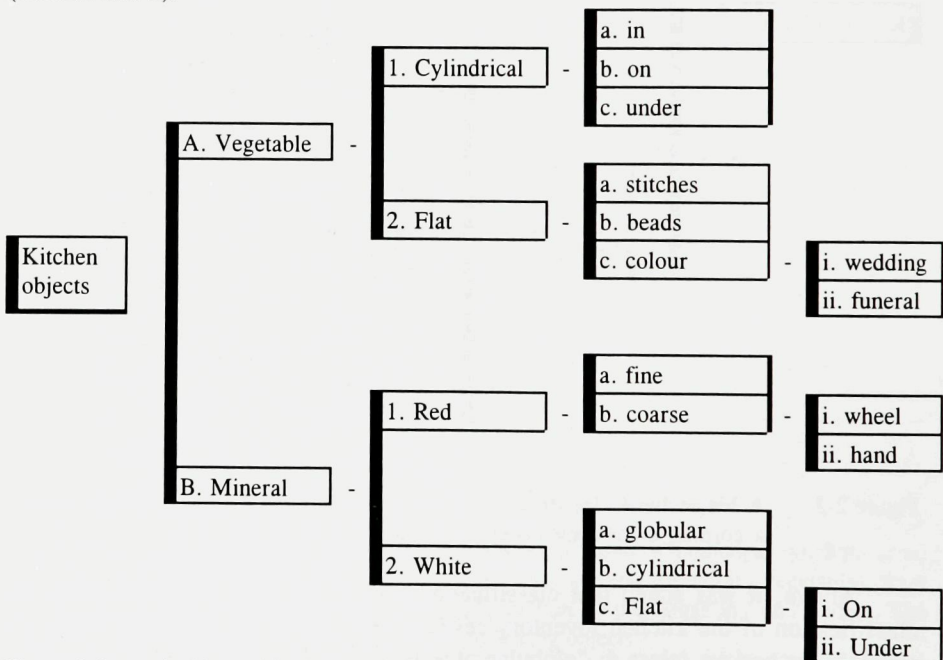 Kitchen
objects
A. Vegetable -
B. Mineral -
1. Cylindrical -
2. Flat -
1. Red -
2. White -
a. in
b. on
c. under
a. stitches
b. beads
c. colour -
i. wedding
ii. funeral
a. fine
b. coarse -
i. wheel
ii. hand
a. globular
b. cylindrical
c. Flat -
i. On
ii. Under